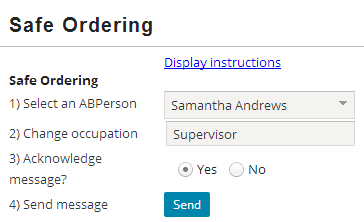 Safe Ordering
Display instructions
Safe Ordering
1) Select an ABPerson Samantha Andrews
2) Change occupation Supervisor
3) Acknowledge
message? Yes No
4) Send message Send